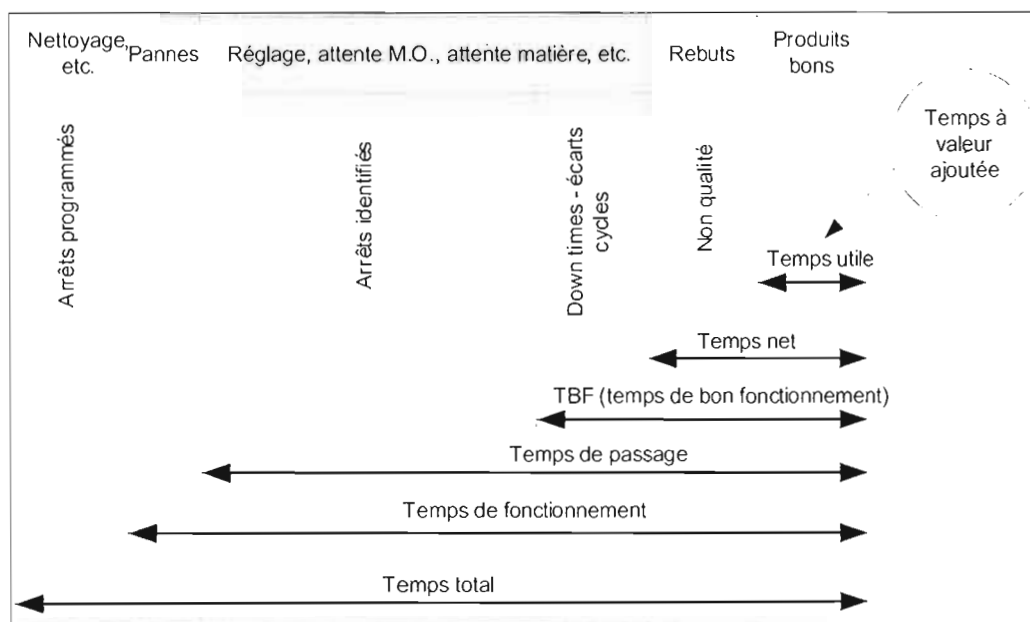 Nettoyage,
etc.
Pannes
Réglage, attente M.O., attente matière, etc.
Rebuts
Produits
bons
Temps à
valeur
ajoutée
Arrêts programmés
Arrêts identifiés
Down times - écarts
cycles
Non qualité
Temps utile
Temps net
TBF (temps de bon fonctionnement)
Temps de passage
Temps de fonctionnement
Temps total